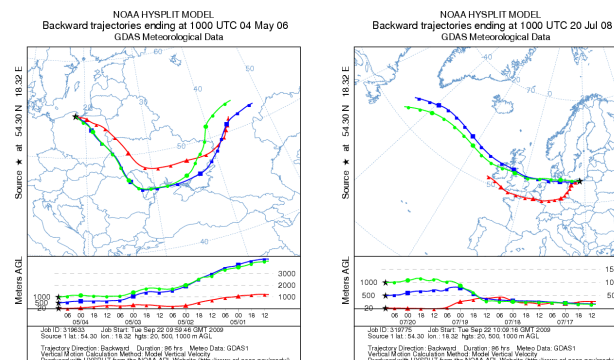 NOAA HYSPLIT MODEL
Backward trajectories ending at 1000 UTC 04 May 06
GDAS Meteorological Data
Source ★ at 54.30 N 18.32 E
60
50
50
40
40
Meters AGL
3000
2000
1000
1000
500
20
06 00 18 12 06 00 18 12 06 00 18 12 06 00 18 12
05/04 05/03 05/02 05/01
Job ID: 319633 Job Start: Tue Sep 22 09:59:46 GMT 2009
Source 1 lat.: 54.30 lon.: 18.32 hgts: 20, 500, 1000 m AGL
Trajectory Direction: Backward Duration: 96 hrs Meteo Data: GDAS1
Vertical Motion Calculation Method: Model Vertical Velocity
NOAA HYSPLIT MODEL
Backward trajectories ending at 1000 UTC 20 Jul 08
GDAS Meteorological Data
Source ★ at 54.30 N 18.32 E
60
70
Meters AGL
1000
500
20
06 00 18 12 06 00 18 12 06 00 18 12 06 00 18 12
07/20 07/19 07/18 07/17
Job ID: 319775 Job Start: Tue Sep 22 10:09:16 GMT 2009
Source 1 lat.: 54.30 lon.: 18.32 hgts: 20, 500, 1000 m AGL
Trajectory Direction: Backward Duration: 96 hrs Meteo Data: GDAS1
Vertical Motion Calculation Method: Model Vertical Velocity